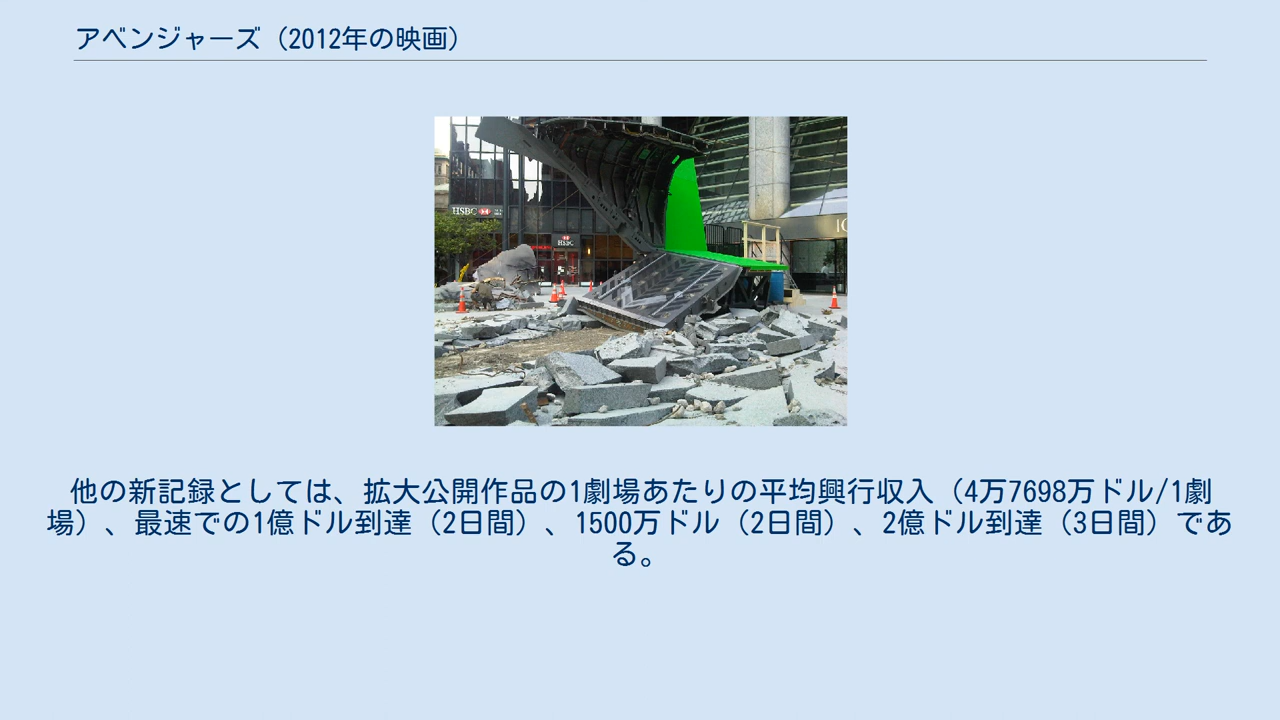 アベンジャーズ（2012年の映画）
HSBC
HSBC
他の新記録としては、拡大公開作品の1劇場あたりの平均興行収入（4万7698万ドル/1劇
場）、最速での1億ドル到達（2日間）、1500万ドル（2日間）、2億ドル到達（3日間）であ
る。